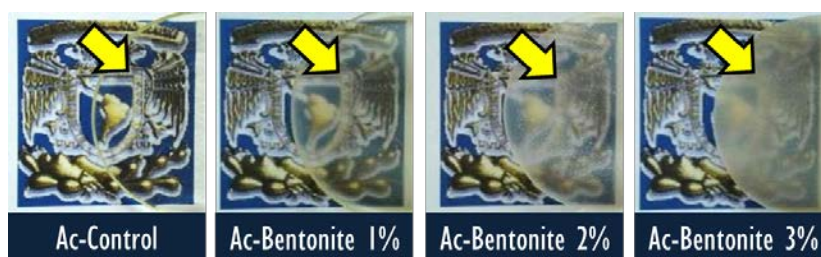 Ac-Control
Ac-Bentonite 1%
Ac-Bentonite 2%
Ac-Bentonite 3%